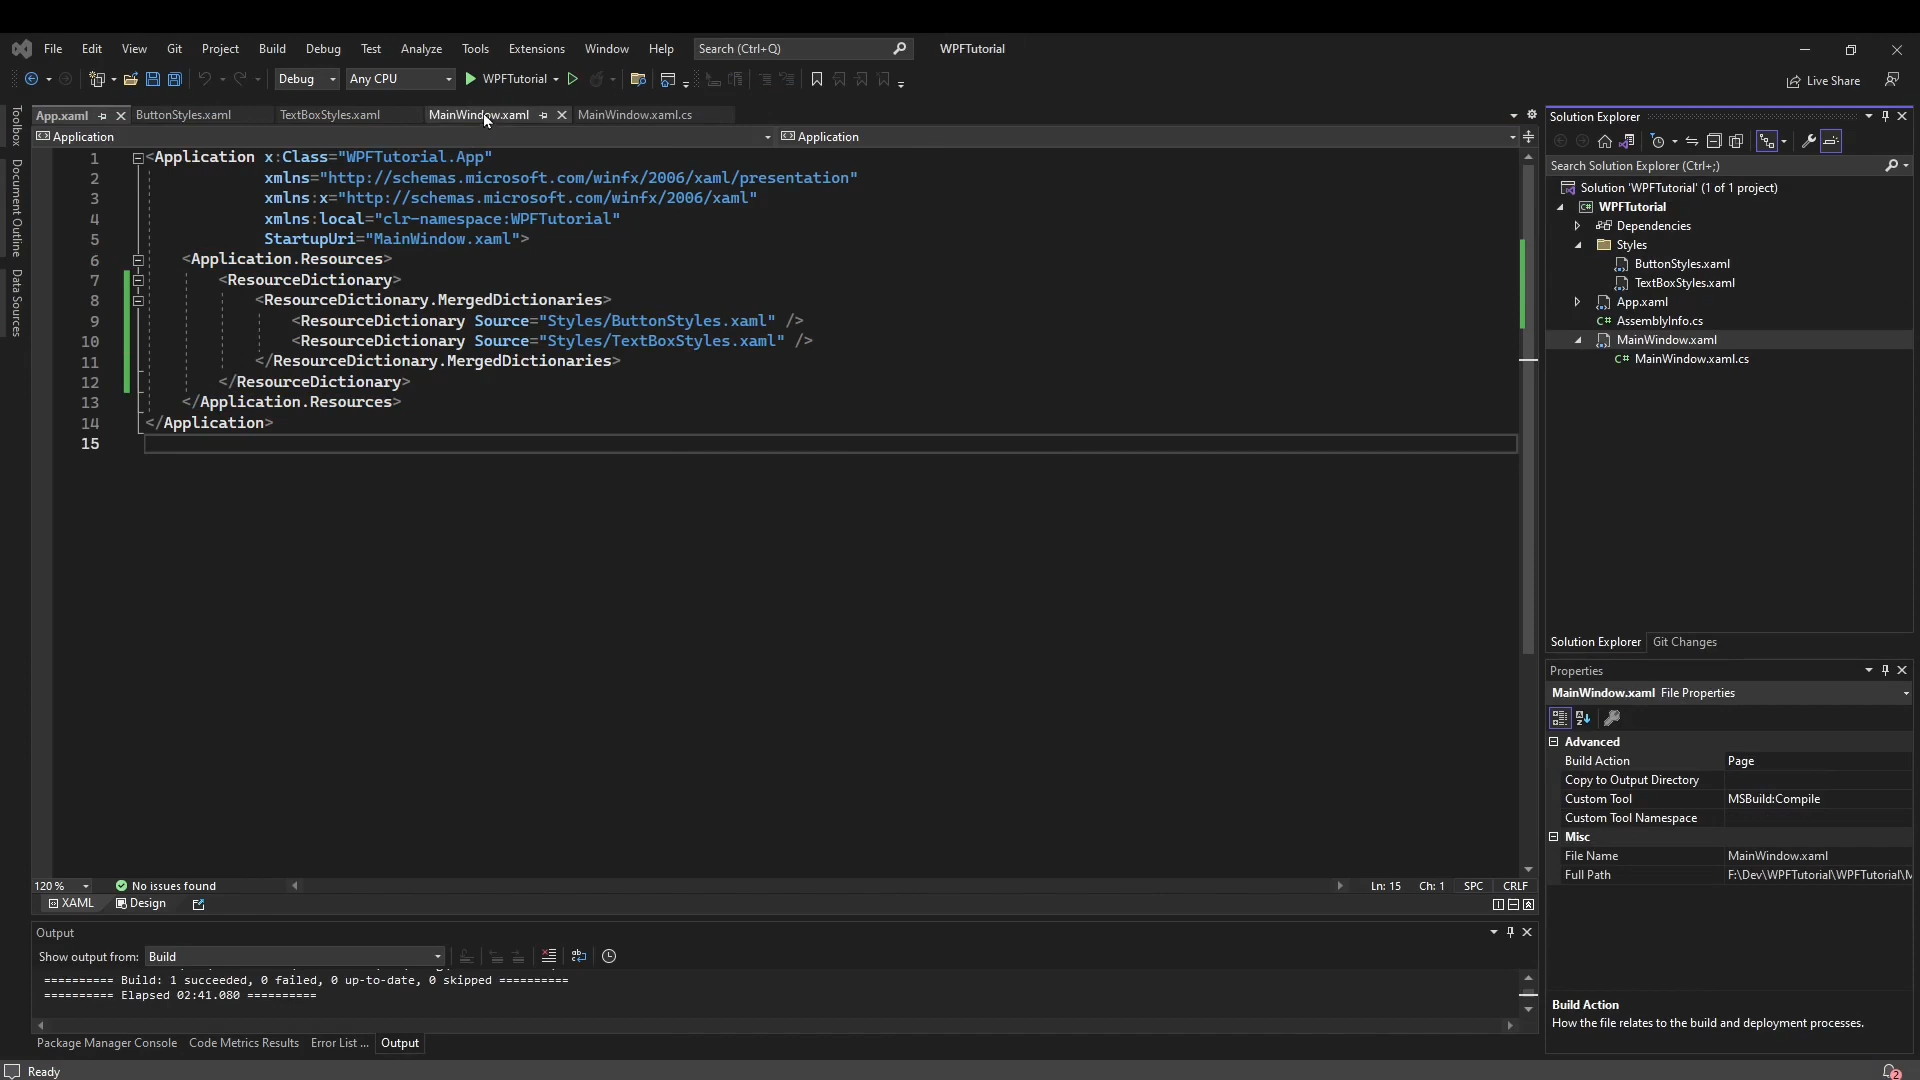 File Edit View Git Project Build Debug Test Analyze Tools Extensions Window Help Search (Ctrl+Q) WPFTutorial
Debug Any CPU WPFTutorial Live Share
App.xaml ButtonStyles.xaml TextBoxStyles.xaml MainWindow.xaml MainWindow.xaml.cs
Application Application
Toolbox
Document Outline
Data Sources
1 <Application x:Class="WPFTutorial.App"
2 xmlns="http://schemas.microsoft.com/winfx/2006/xaml/presentation"
3 xmlns:x="http://schemas.microsoft.com/winfx/2006/xaml"
4 xmlns:local="clr-namespace:WPFTutorial"
5 StartupUri="MainWindow.xaml">
6 <Application.Resources>
7 <ResourceDictionary>
8 <ResourceDictionary.MergedDictionaries>
9 <ResourceDictionary Source="Styles/ButtonStyles.xaml" />
10 <ResourceDictionary Source="Styles/TextBoxStyles.xaml" />
11 </ResourceDictionary.MergedDictionaries>
12 </ResourceDictionary>
13 </Application.Resources>
14 </Application>
15
120 % No issues found Ln: 15 Ch: 1 SPC CRLF
XAML Design
Output
Show output from: Build
========== Build: 1 succeeded, 0 failed, 0 up-to-date, 0 skipped ==========
========== Elapsed 02:41.080 ==========
Package Manager Console Code Metrics Results Error List ... Output
Ready
Solution Explorer
Search Solution Explorer (Ctrl+;)
Solution 'WPFTutorial' (1 of 1 project)
WPFTutorial
Dependencies
Styles
ButtonStyles.xaml
TextBoxStyles.xaml
App.xaml
C# AssemblyInfo.cs
MainWindow.xaml
C# MainWindow.xaml.cs
Solution Explorer Git Changes
Properties
MainWindow.xaml File Properties
Advanced
Build Action Page
Copy to Output Directory
Custom Tool MSBuild:Compile
Custom Tool Namespace
Misc
File Name MainWindow.xaml
Full Path F:\Dev\WPFTutorial\WPFTutorial\M
Build Action
How the file relates to the build and deployment processes.
2